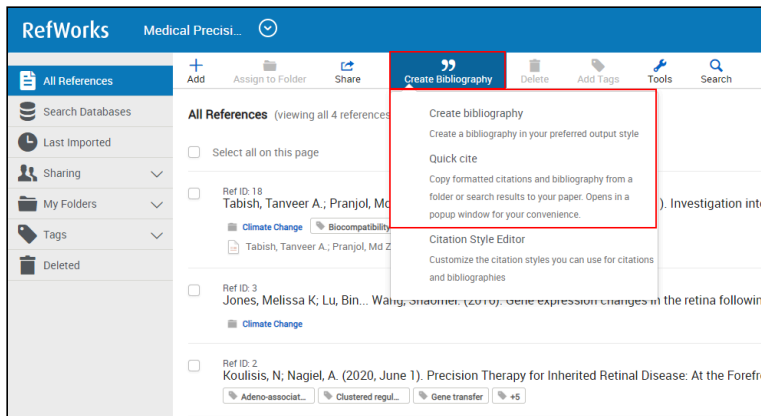 RefWorks Medical Precisi...
All References
Search Databases
Last Imported
Sharing
My Folders
Tags
Deleted
Add Assign to Folder Share Create Bibliography Delete Add Tags Tools Search
All References (viewing all 4 references
Select all on this page
Create bibliography
Create a bibliography in your preferred output style
Quick cite
Copy formatted citations and bibliography from a
folder or search results to your paper. Opens in a
popup window for your convenience.
Citation Style Editor
Customize the citation styles you can use for citations
and bibliographies
Ref ID: 18
Tabish, Tanveer A.; Pranjol, Md ). Investigation into
Climate Change Biocompatibility
Tabish, Tanveer A.; Pranjol, Md Z
Ref ID: 3
Jones, Melissa K; Lu, Bin... Wang, Shaomei. (2016). Gene expression changes in the retina followin
Climate Change
Ref ID: 2
Koulisis, N; Nagiel, A. (2020, June 1). Precision Therapy for Inherited Retinal Disease: At the Forefr
Adeno-associat... Clustered regul... Gene transfer +5